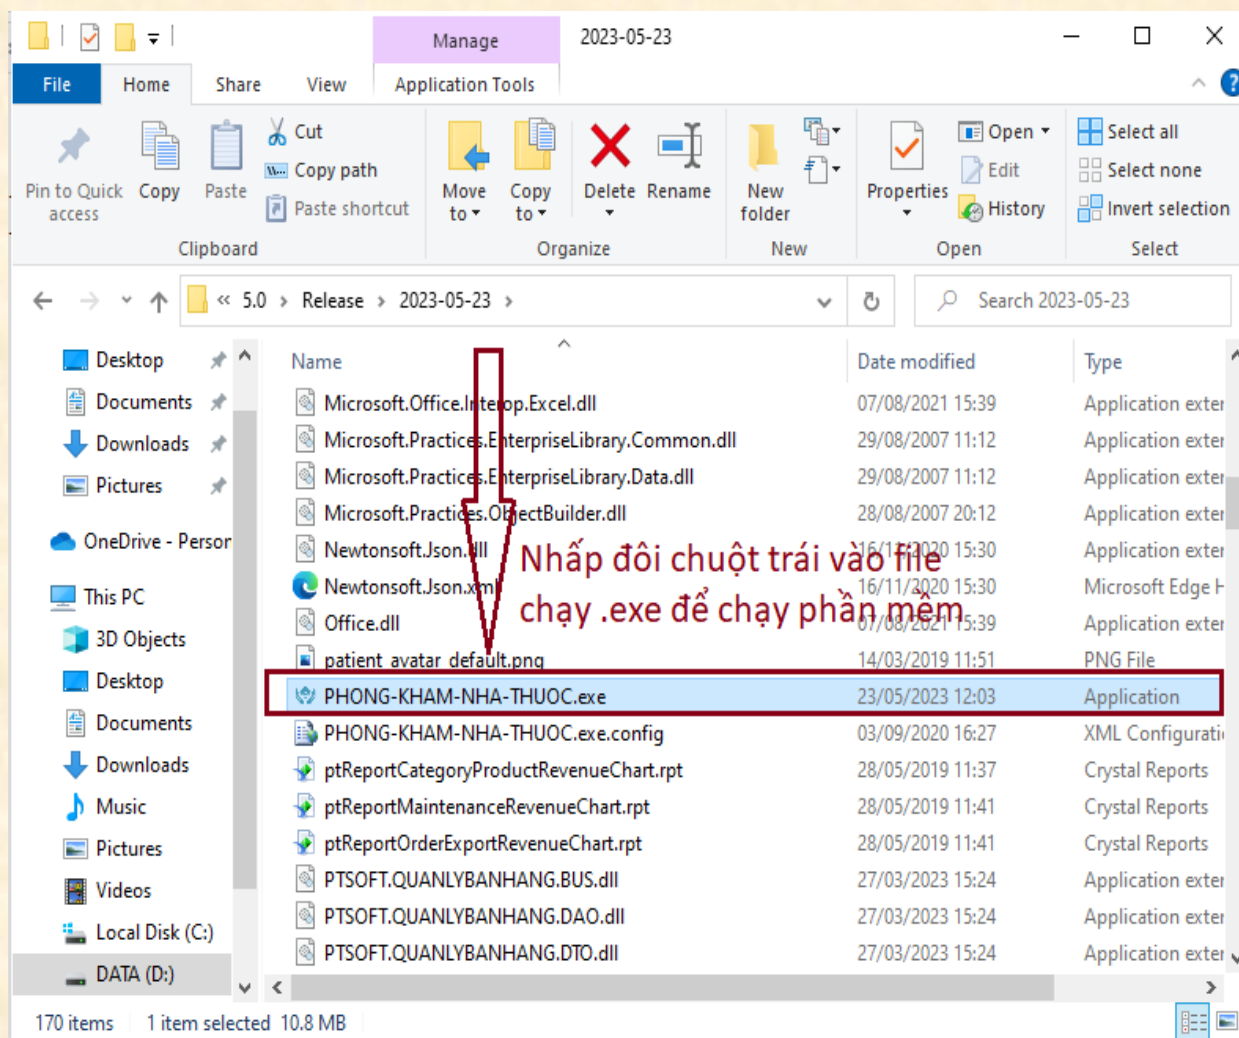 Manage
2023-05-23
File
Home
Share
View
Application Tools
Pin to Quick access
Copy
Paste
Cut
Copy path
Paste shortcut
Clipboard
Move to
Copy to
Delete
Rename
Organize
New folder
New
Properties
Open
Edit
History
Open
Select all
Select none
Invert selection
Select
« 5.0 > Release > 2023-05-23 >
Search 2023-05-23
Desktop
Documents
Downloads
Pictures
OneDrive - Person
This PC
3D Objects
Desktop
Documents
Downloads
Music
Pictures
Videos
Local Disk (C:)
DATA (D:)
Name Date modified Type
Microsoft.Office.Interop.Excel.dll 07/08/2021 15:39 Application exter
Microsoft.Practices.EnterpriseLibrary.Common.dll 29/08/2007 11:12 Application exter
Microsoft.Practices.EnterpriseLibrary.Data.dll 29/08/2007 11:12 Application exter
Microsoft.Practices.ObjectBuilder.dll 28/08/2007 20:12 Application exter
Newtonsoft.Json.dll 16/11/2020 15:30 Application exter
Newtonsoft.Json.xml 16/11/2020 15:30 Microsoft Edge H
Office.dll 07/08/2021 15:39 Application exter
patient_avatar_default.png 14/03/2019 11:51 PNG File
PHONG-KHAM-NHA-THUOC.exe 23/05/2023 12:03 Application
PHONG-KHAM-NHA-THUOC.exe.config 03/09/2020 16:27 XML Configurati
ptReportCategoryProductRevenueChart.rpt 28/05/2019 11:37 Crystal Reports
ptReportMaintenanceRevenueChart.rpt 28/05/2019 11:41 Crystal Reports
ptReportOrderExportRevenueChart.rpt 28/05/2019 11:41 Crystal Reports
PTSOFT.QUANLYBANHANG.BUS.dll 27/03/2023 15:24 Application exter
PTSOFT.QUANLYBANHANG.DAO.dll 27/03/2023 15:24 Application exter
PTSOFT.QUANLYBANHANG.DTO.dll 27/03/2023 15:24 Application exter
Nhấp đôi chuột trái vào file
chạy .exe để chạy phần mềm
170 items 1 item selected 10.8 MB